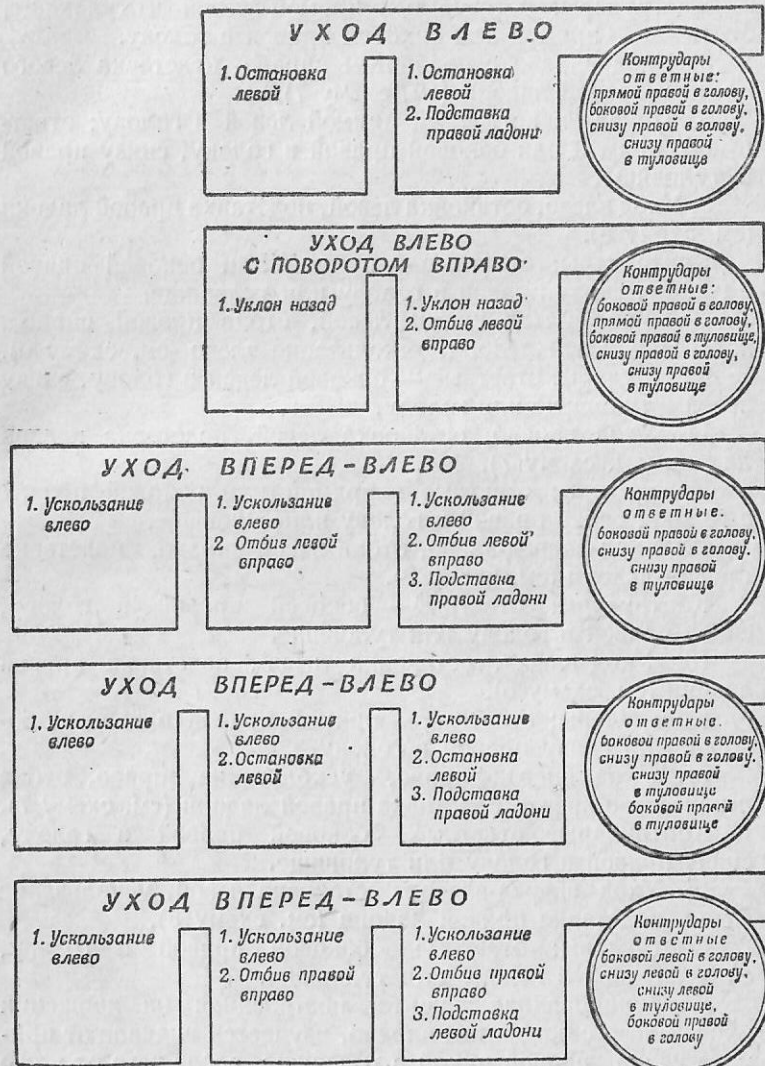 УХОД ВЛЕВО
1. Остановка
левой
1. Остановка
левой
2. Подставка
правой ладони
Контрудары
ответные:
прямой правой в голову,
боковой правой в голову,
снизу правой в голову,
снизу правой
в туловище
УХОД ВЛЕВО
С ПОВОРОТОМ ВПРАВО
1. Уклон назад
1. Уклон назад
2. Отбив левой
вправо
Контрудары
ответные:
боковой правой в голову,
прямой правой в голову,
боковой правой в туловище,
снизу правой в голову,
снизу правой
в туловище
УХОД ВПЕРЕД-ВЛЕВО
1. Ускользание
влево
1. Ускользание
влево
2 Отбив левой
вправо
1. Ускользание
влево
2. Отбив левой
вправо
3. Подставка
правой ладони
Контрудары
ответные.
боковой правой в голову,
снизу правой в голову.
снизу правой
в туловище
УХОД ВПЕРЕД-ВЛЕВО
1. Ускользание
влево
1. Ускользание
влево
2. Остановка
левой
1. Ускользание
влево
2. Остановка
левой
3. Подставка
правой ладони
Контрудары
ответные.
боковой правой в голову,
снизу правой в голову.
снизу правой
в туловище
боковой правой
в туловище
УХОД ВПЕРЕД-ВЛЕВО
1. Ускользание
влево
1. Ускользание
влево
2. Отбив правой
вправо
1. Ускользание
влево
2. Отбив правой
вправо
3. Подставка
левой ладони
Контрудары
ответные
боковой левой в голову,
снизу левой в голову,
снизу левой
в туловище,
боковой правой
в голову